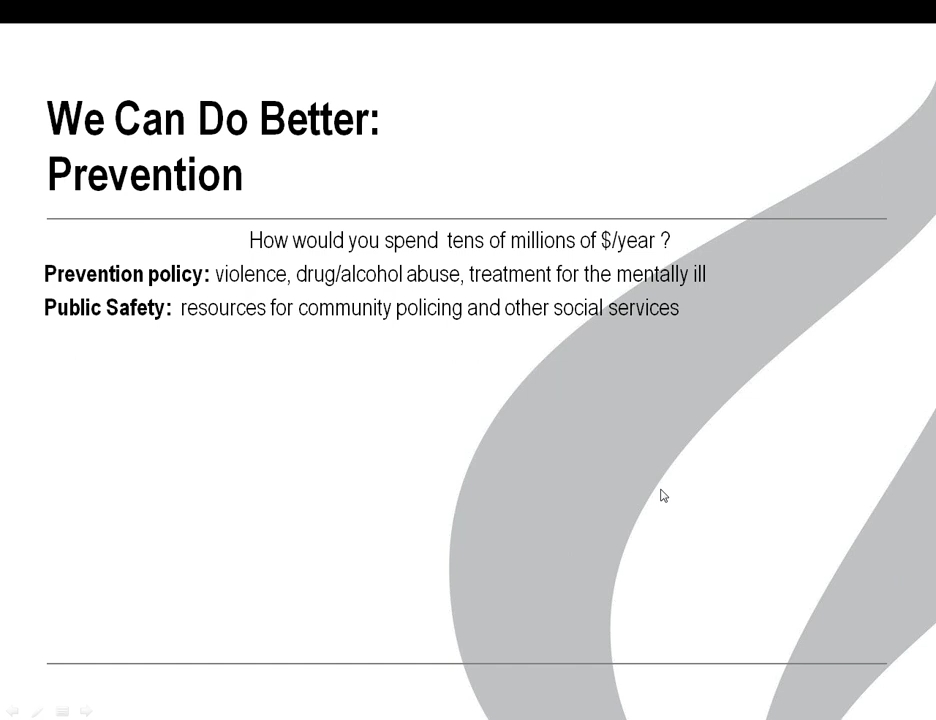 We Can Do Better:
Prevention
How would you spend tens of millions of $/year ?
Prevention policy: violence, drug/alcohol abuse, treatment for the mentally ill
Public Safety: resources for community policing and other social services